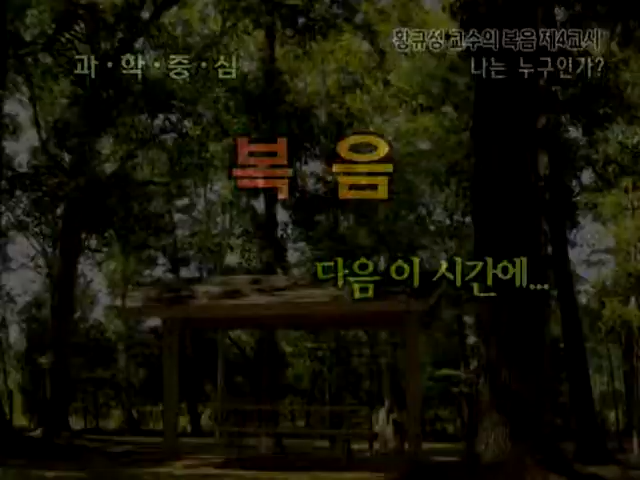 황규성 교수의 복음 제4교시
나는 누구인가?
과·학·중·심
복 음
다음 이 시간에...